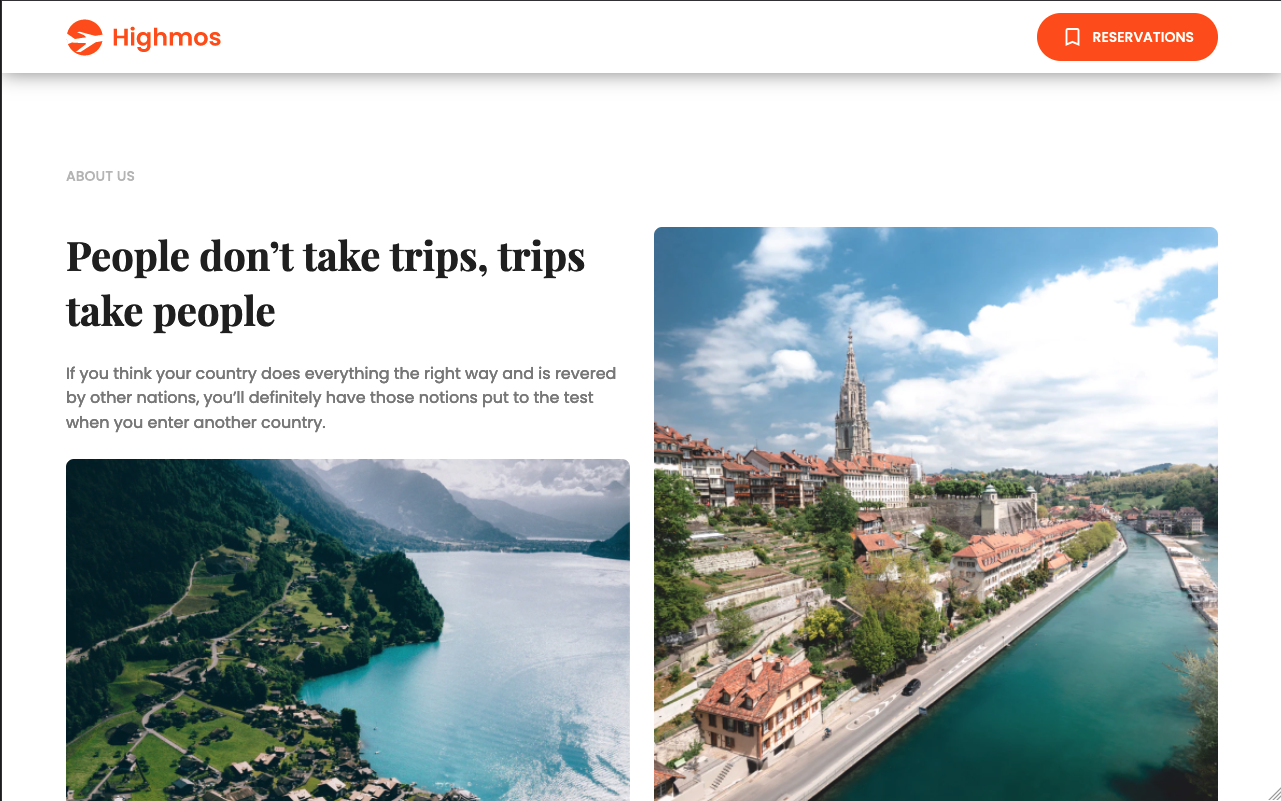 Highmos
RESERVATIONS
ABOUT US
People don’t take trips, trips
take people
If you think your country does everything the right way and is revered
by other nations, you’ll definitely have those notions put to the test
when you enter another country.